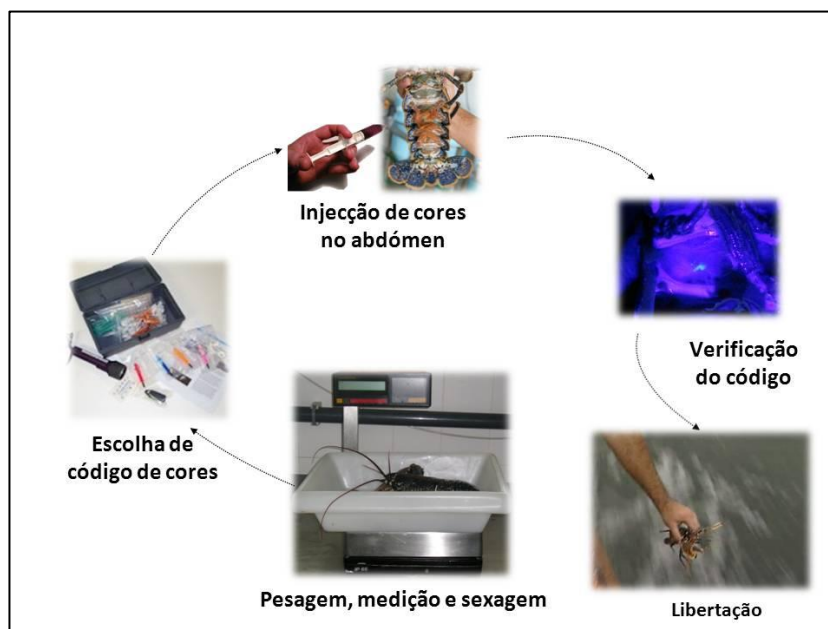 Injecção de cores
no abdómen
Verificação
do código
Escolha de
código de cores
Pesagem, medição e sexagem
Libertação